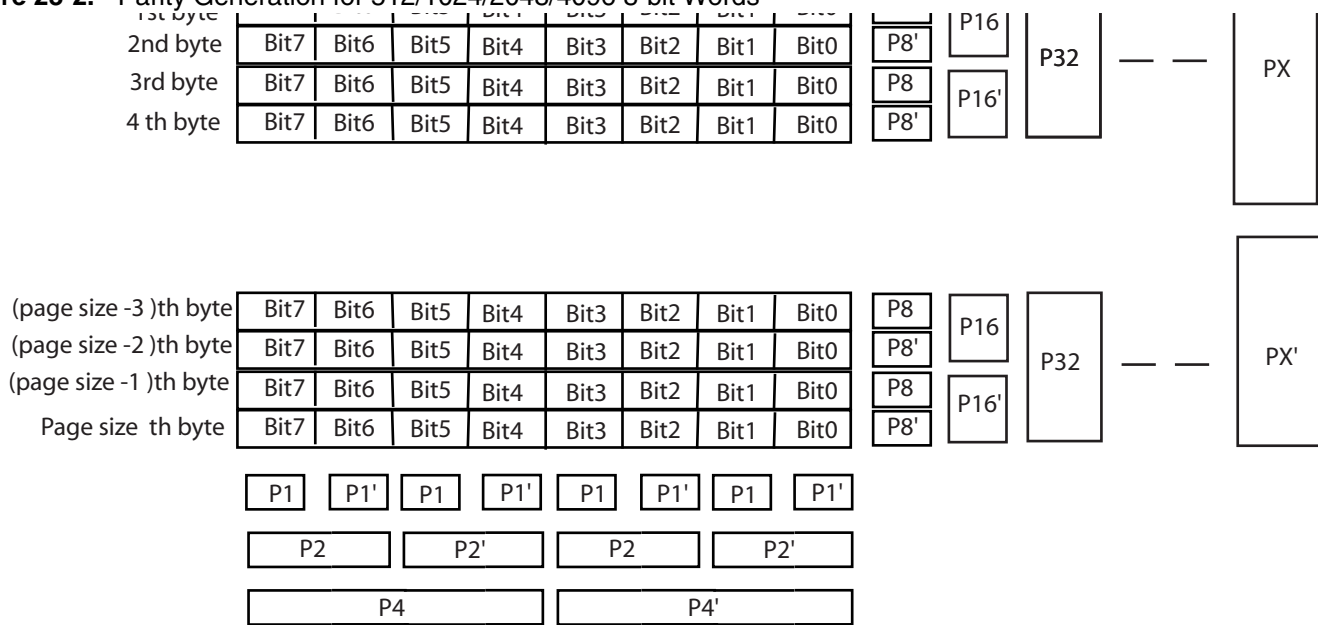 Parity Generation for 512/1024/2048/4096 8-bit Words
1st byte P16
2nd byte Bit7 Bit6 Bit5 Bit4 Bit3 Bit2 Bit1 Bit0 P8' P32 PX
3rd byte Bit7 Bit6 Bit5 Bit4 Bit3 Bit2 Bit1 Bit0 P8 P16'
4 th byte Bit7 Bit6 Bit5 Bit4 Bit3 Bit2 Bit1 Bit0 P8'
(page size -3 )th byte Bit7 Bit6 Bit5 Bit4 Bit3 Bit2 Bit1 Bit0 P8 P16
(page size -2 )th byte Bit7 Bit6 Bit5 Bit4 Bit3 Bit2 Bit1 Bit0 P8' P32 PX'
(page size -1 )th byte Bit7 Bit6 Bit5 Bit4 Bit3 Bit2 Bit1 Bit0 P8 P16'
Page size th byte Bit7 Bit6 Bit5 Bit4 Bit3 Bit2 Bit1 Bit0 P8'
P1 P1' P1 P1' P1 P1' P1 P1'
P2 P2' P2 P2'
P4 P4'